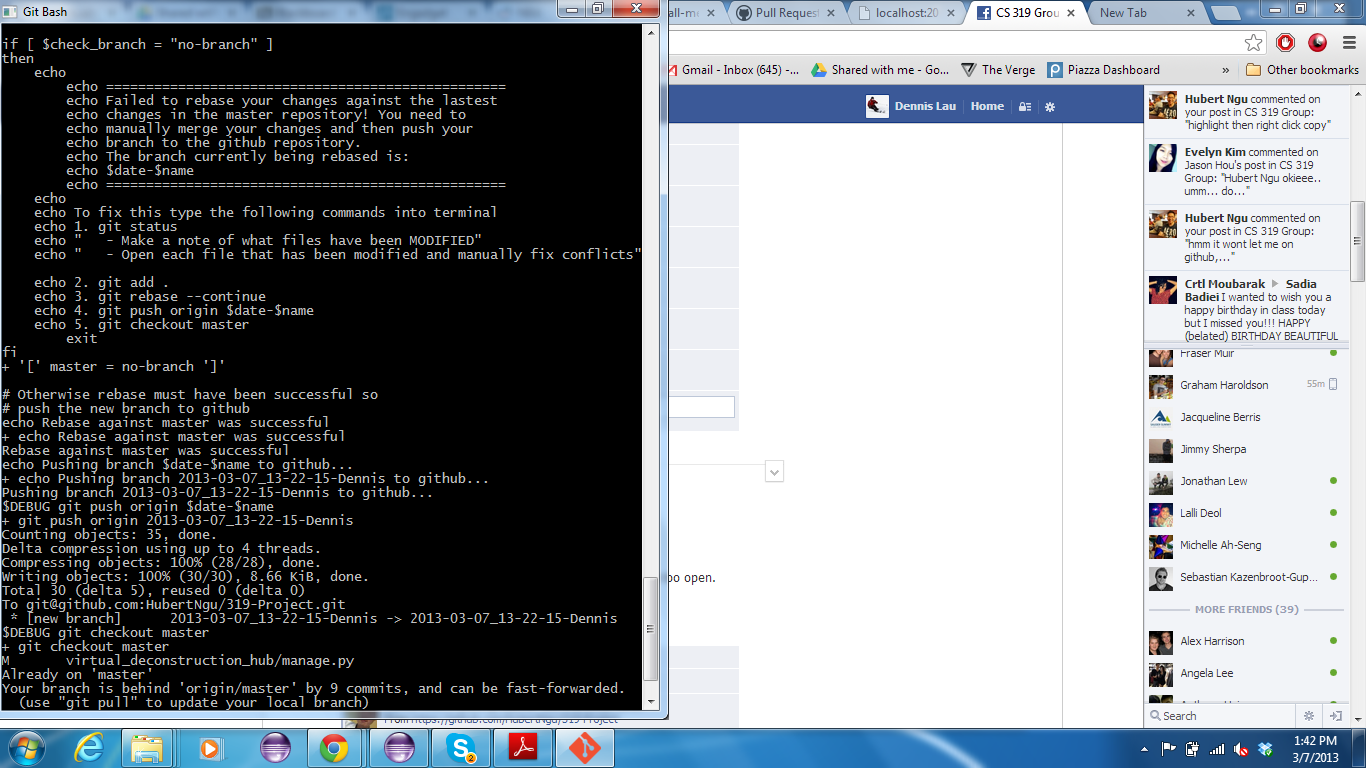 Git Bash
if [ $check_branch = "no-branch" ]
then
    echo
        echo ==================================================
        echo Failed to rebase your changes against the lastest
        echo changes in the master repository! You need to
        echo manually merge your changes and then push your
        echo branch to the github repository.
        echo The branch currently being rebased is:
        echo $date-$name
        echo ==================================================
    echo
    echo To fix this type the following commands into terminal
    echo 1. git status
    echo "   - Make a note of what files have been MODIFIED"
    echo "   - Open each file that has been modified and manually fix conflicts"
    echo 2. git add .
    echo 3. git rebase --continue
    echo 4. git push origin $date-$name
    echo 5. git checkout master
        exit
fi
+ '[' master = no-branch ']'
# Otherwise rebase must have been successful so
# push the new branch to github
echo Rebase against master was successful
+ echo Rebase against master was successful
Rebase against master was successful
echo Pushing branch $date-$name to github...
+ echo Pushing branch 2013-03-07_13-22-15-Dennis to github...
Pushing branch 2013-03-07_13-22-15-Dennis to github...
$DEBUG git push origin $date-$name
+ git push origin 2013-03-07_13-22-15-Dennis
Counting objects: 35, done.
Delta compression using up to 4 threads.
Compressing objects: 100% (28/28), done.
Writing objects: 100% (30/30), 8.66 KiB, done.
Total 30 (delta 5), reused 0 (delta 0)
To git@github.com:HubertNgu/319-Project.git
 * [new branch]      2013-03-07_13-22-15-Dennis -> 2013-03-07_13-22-15-Dennis
$DEBUG git checkout master
+ git checkout master
M       virtual_deconstruction_hub/manage.py
Already on 'master'
Your branch is behind 'origin/master' by 9 commits, and can be fast-forwarded.
  (use "git pull" to update your local branch)
all-me
Pull Request
localhost:20
CS 319 Grou
New Tab
Gmail - Inbox (645) -...
Shared with me - Go...
The Verge
Piazza Dashboard
»
Other bookmarks
Dennis Lau
Home
Hubert Ngu commented on
your post in CS 319 Group:
"highlight then right click copy"
Evelyn Kim commented on
Jason Hou's post in CS 319
Group: "Hubert Ngu okieee..
umm... do..."
Hubert Ngu commented on
your post in CS 319 Group:
"hmm it wont let me on
github,..."
Crtl Moubarak ▶ Sadia
Badiei I wanted to wish you a
happy birthday in class today
but I missed you!!! HAPPY
(belated) BIRTHDAY BEAUTIFUL
Fraser Muir
Graham Haroldson 55m
Jacqueline Berris
Jimmy Sherpa
Jonathan Lew
Lalli Deol
Michelle Ah-Seng
Sebastian Kazenbroot-Gup...
MORE FRIENDS (39)
Alex Harrison
Angela Lee
Search
oo open.
From https://github.com/HubertNgu/319-Project
2
1:42 PM
3/7/2013